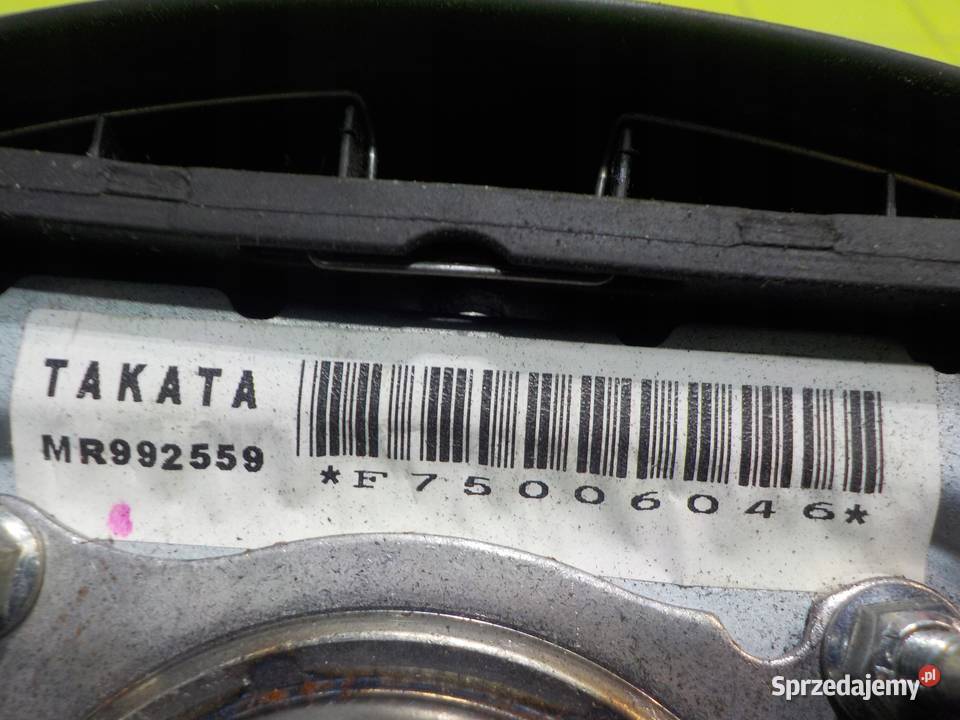 TAKATA
MR992559
*F75006046*
Sprzedajemy.pl